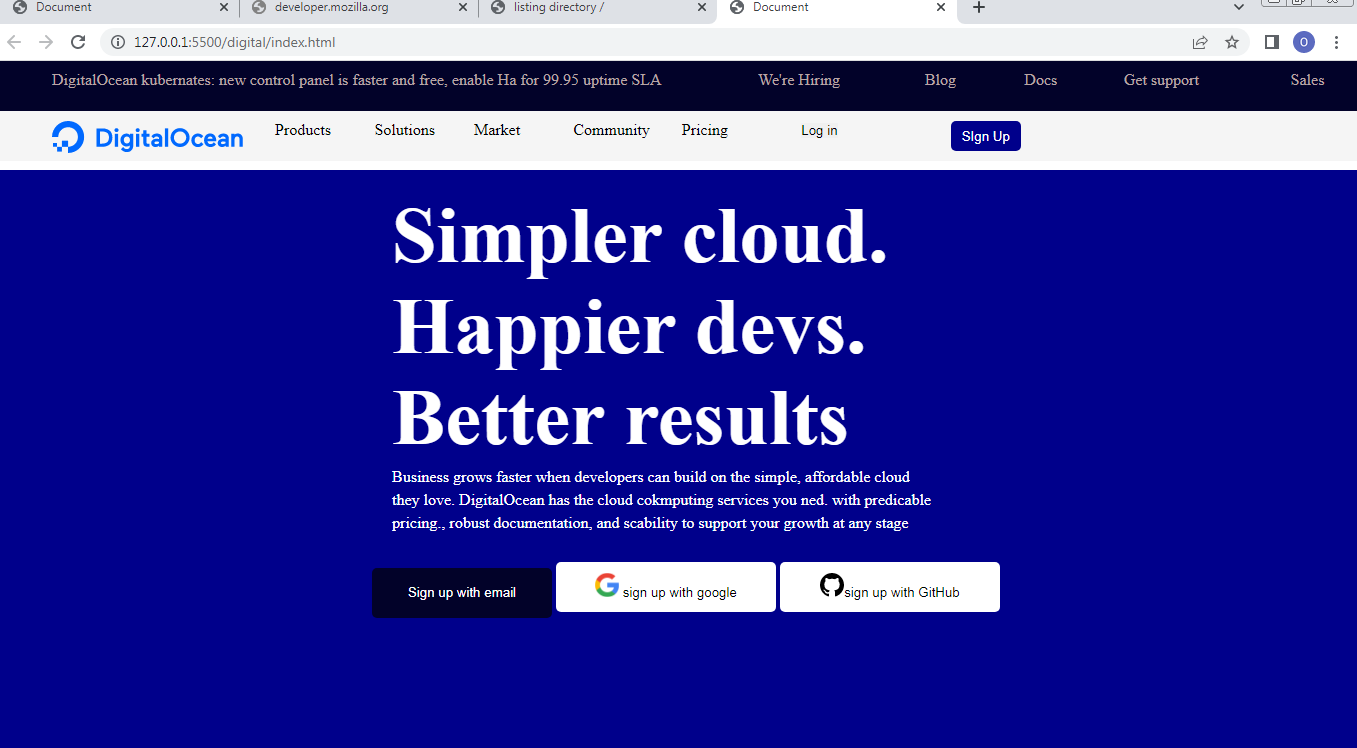 Document
developer.mozilla.org
listing directory /
Document
127.0.0.1:5500/digital/index.html
O
DigitalOcean kubernates: new control panel is faster and free, enable Ha for 99.95 uptime SLA We're Hiring Blog Docs Get support Sales
DigitalOcean Products Solutions Market Community Pricing Log in SIgn Up
Simpler cloud.
Happier devs.
Better results
Business grows faster when developers can build on the simple, affordable cloud
they love. DigitalOcean has the cloud cokmputing services you ned. with predicable
pricing., robust documentation, and scability to support your growth at any stage
Sign up with email sign up with google sign up with GitHub